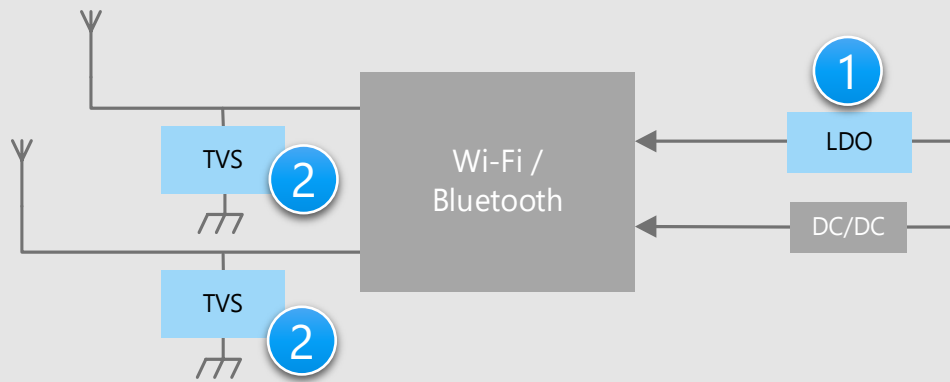 1
TVS
2
Wi-Fi /
Bluetooth
LDO
DC/DC
TVS
2